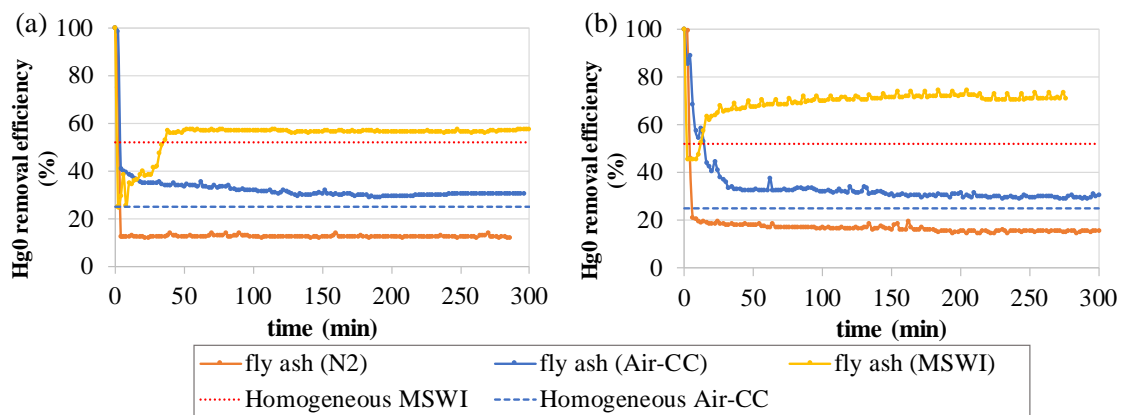 (a)
Hg0 removal efficiency
(%)
100
80
60
40
20
0
0 50 100 150 200 250 300
time (min)
(b)
Hg0 removal efficiency
(%)
100
80
60
40
20
0
0 50 100 150 200 250 300
time (min)
fly ash (N2) fly ash (Air-CC) fly ash (MSWI)
Homogeneous MSWI Homogeneous Air-CC